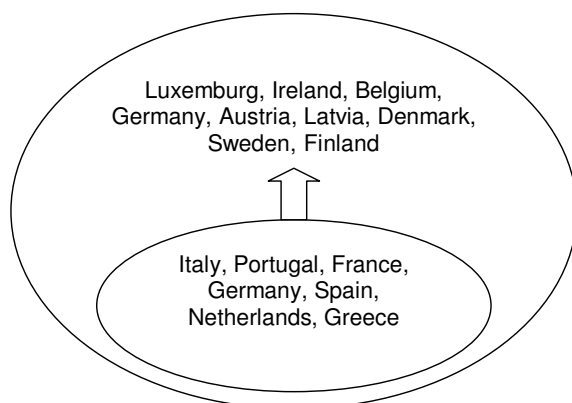 Luxemburg, Ireland, Belgium,
Germany, Austria, Latvia, Denmark,
Sweden, Finland
Italy, Portugal, France,
Germany, Spain,
Netherlands, Greece